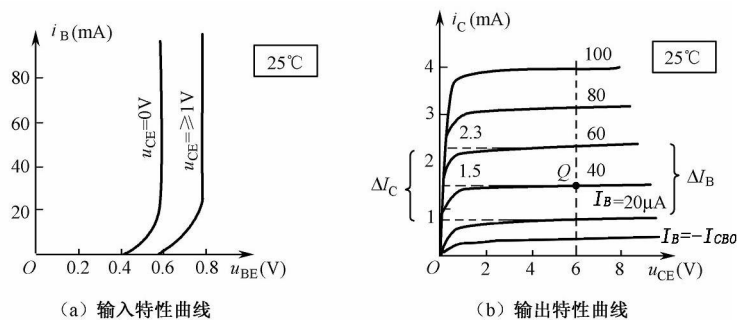 i_B(mA)
25℃
80
60
40
20
u_CE=0V
u_CE=≥1V
O
0.2
0.4
0.6
0.8
u_BE(V)
(a) 输入特性曲线
i_C(mA)
25℃
4
3
2
1
100
80
60
40
2.3
1.5
Q
ΔI_C
ΔI_B
I_B=20μA
I_B=-I_CBO
O
2
4
6
8
u_CE(V)
(b) 输出特性曲线